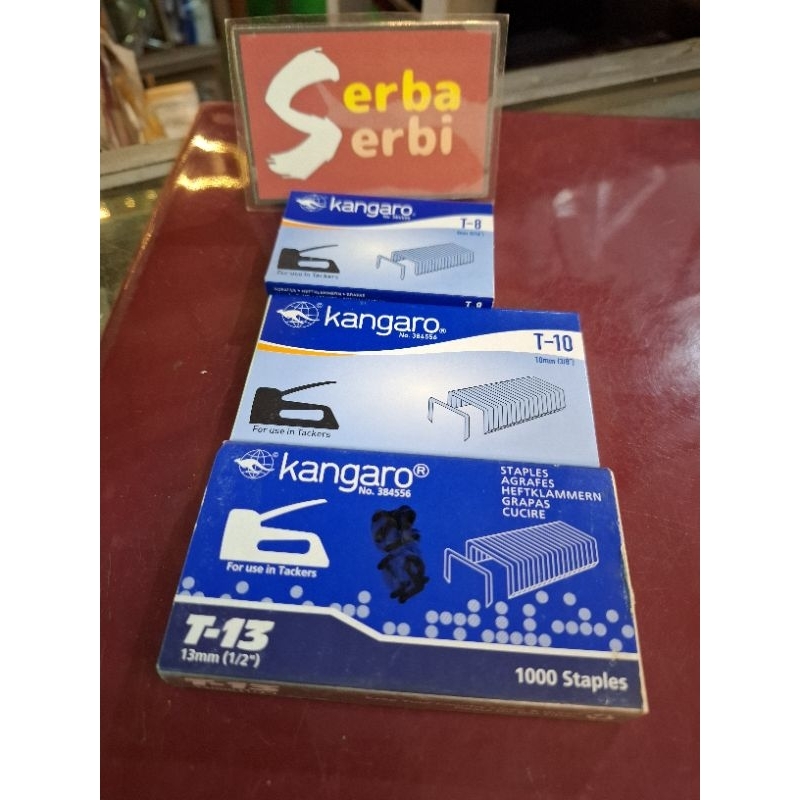 Serba
Serbi
kangaro®
T-8
For use in Tackers
T-8
kangaro®
No. 384556
T-10
10mm (3/8")
For use in Tackers
kangaro®
No. 384556
STAPLES
AGRAFES
HEFTKLAMMERN
GRAPAS
CUCIRE
For use in Tackers
T-13
13mm (1/2")
1000 Staples